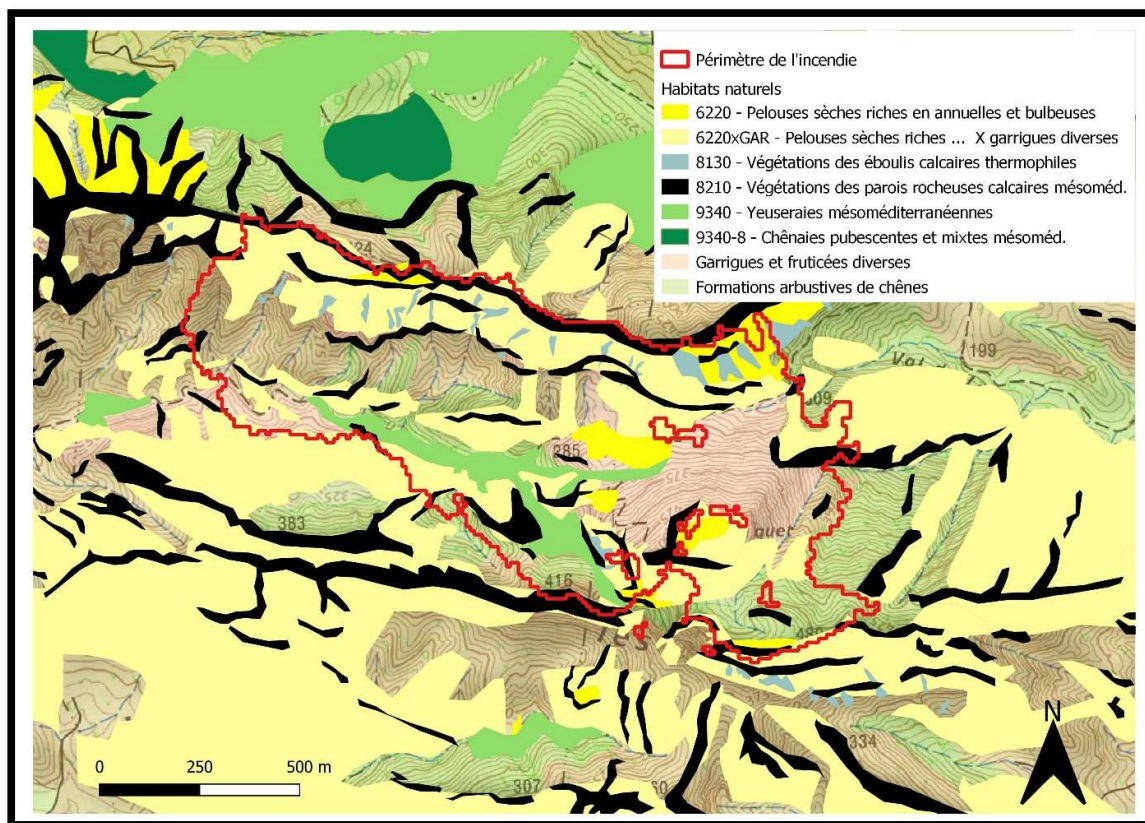 Périmètre de l'incendie
Habitats naturels
6220 - Pelouses sèches riches en annuelles et bulbeuses
6220xGAR - Pelouses sèches riches ... X garrigues diverses
8130 - Végétations des éboulis calcaires thermophiles
8210 - Végétations des parois rocheuses calcaires mésoméd.
9340 - Yeuseraies mésoméditerranéennes
9340-8 - Chênaies pubescentes et mixtes mésoméd.
Garrigues et fruticées diverses
Formations arbustives de chênes
250
300
199
285
375
383
416
334
307
N
0 250 500 m